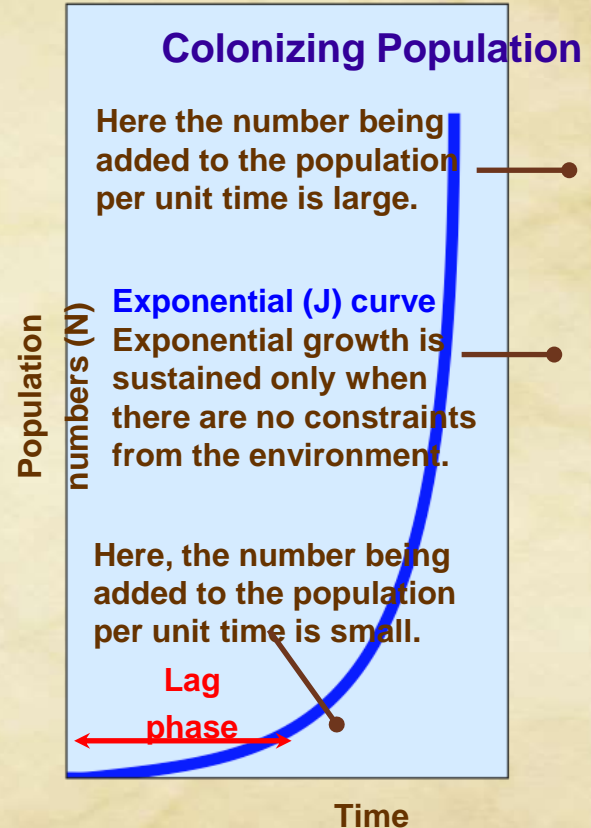 Colonizing Population
Here the number being
added to the population
per unit time is large.
Exponential (J) curve
Exponential growth is
sustained only when
there are no constraints
from the environment.
Population
numbers (N)
Here, the number being
added to the population
per unit time is small.
Lag
phase
Time